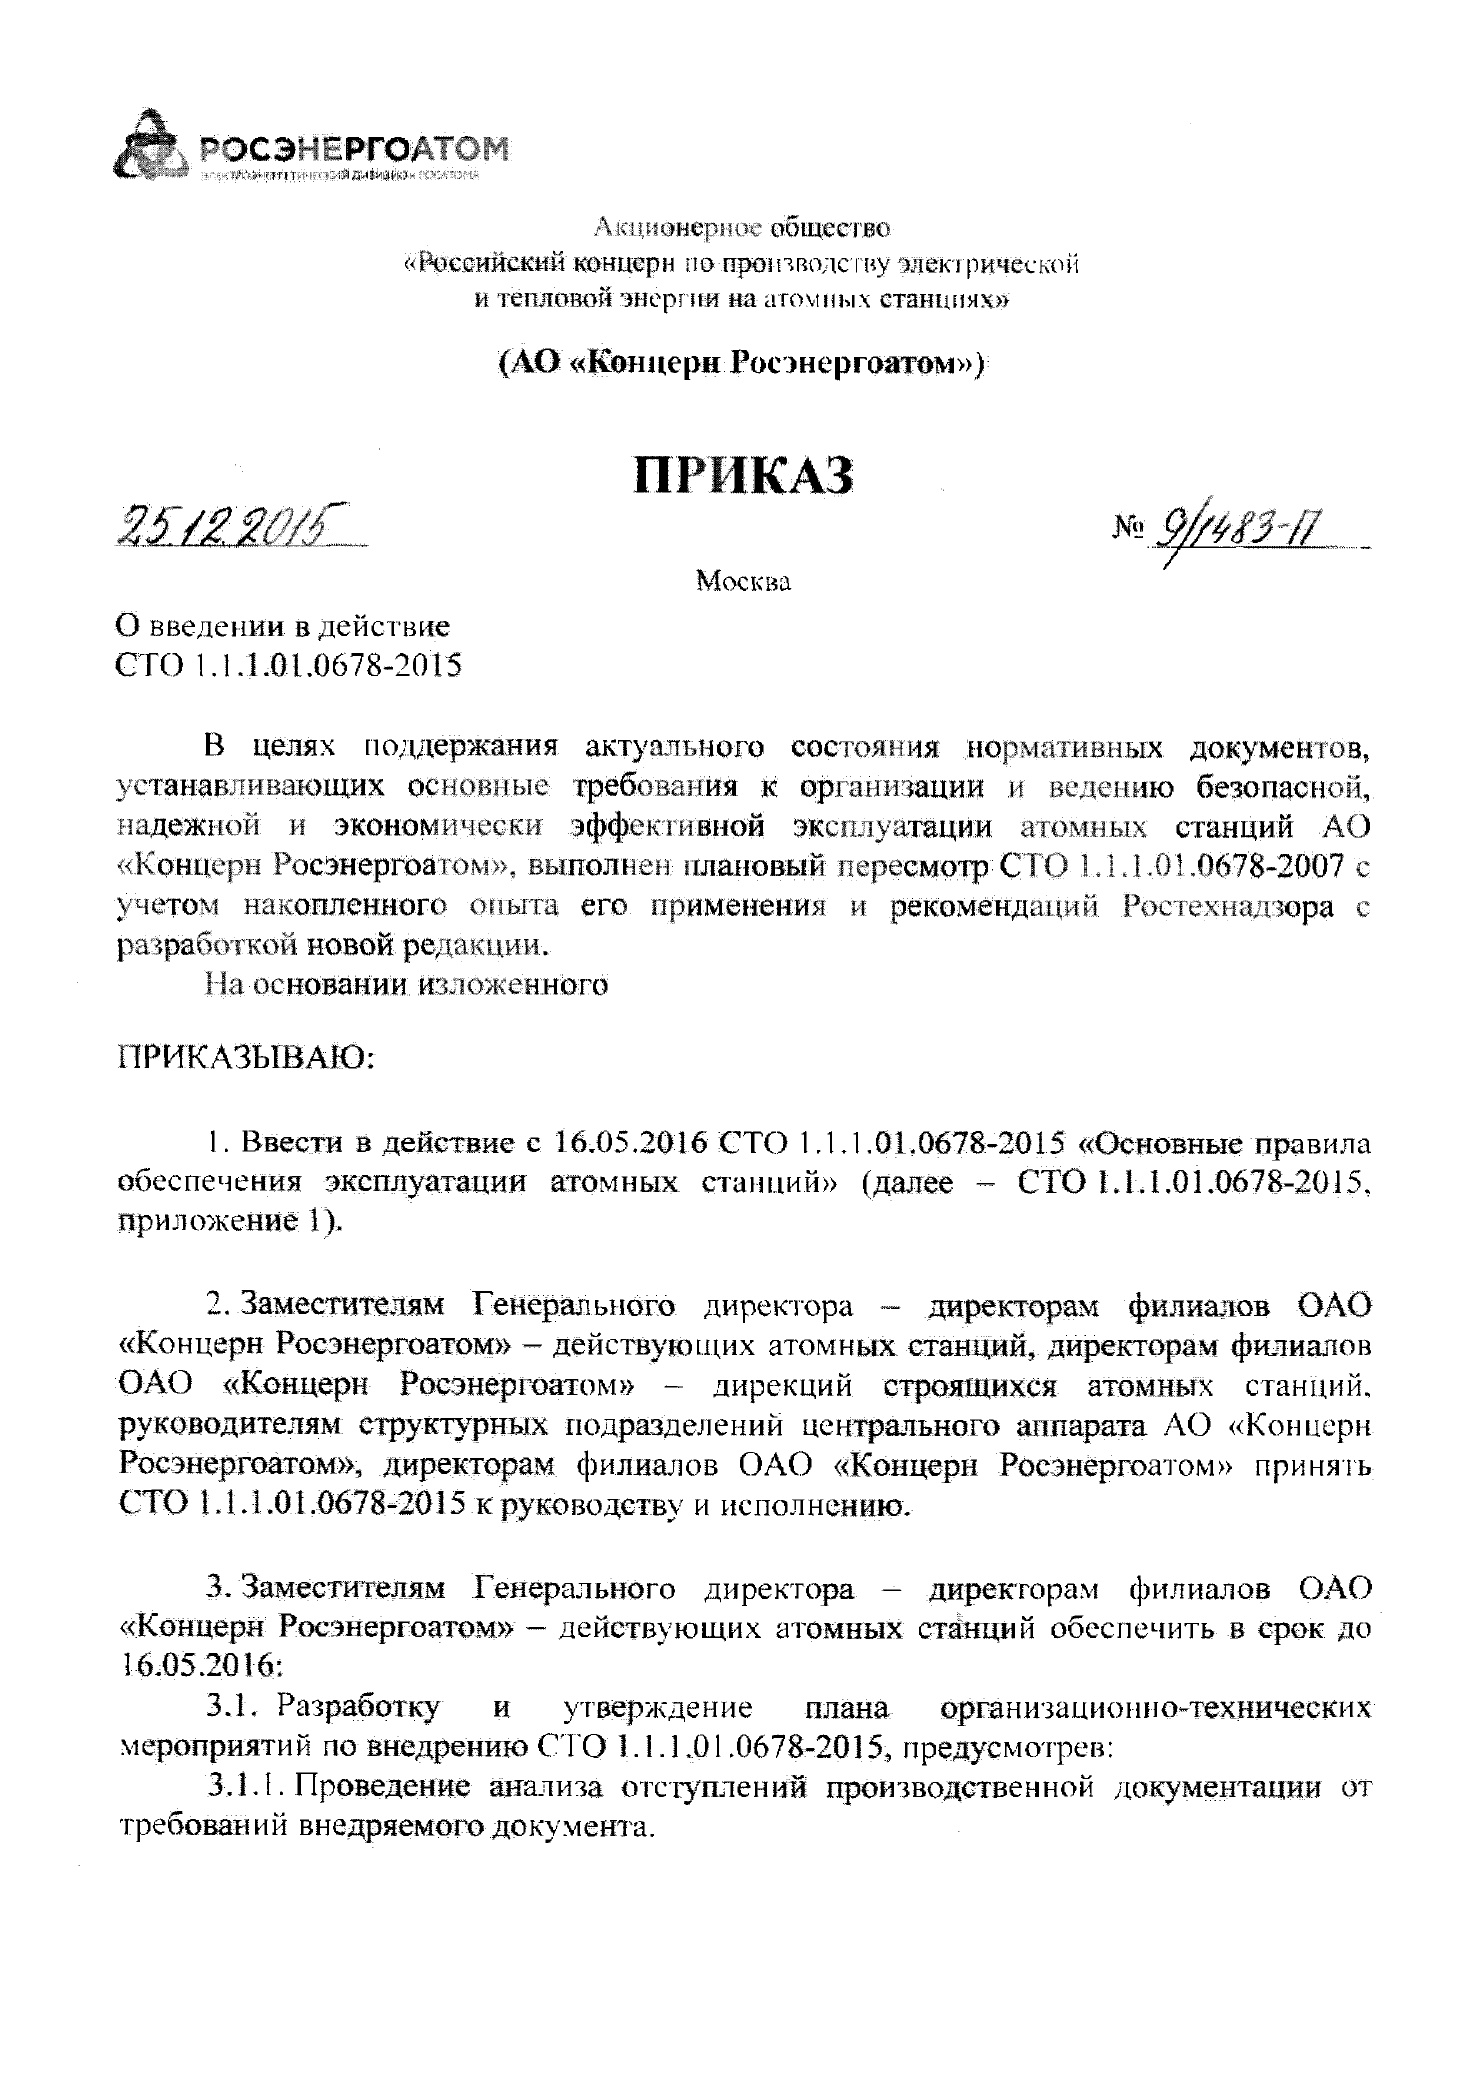 РОСЭНЕРГОАТОМ
ЭЛЕКТРОЭНЕРГЕТИЧЕСКИЙ ДИВИЗИОН РОСАТОМА
Акционерное общество
«Российский концерн по производству электрической
и тепловой энергии на атомных станциях»
(АО «Концерн Росэнергоатом»)
ПРИКАЗ
25.12.2015 № 9/1483-П
Москва
О введении в действие
СТО 1.1.1.01.0678-2015
В целях поддержания актуального состояния нормативных документов,
устанавливающих основные требования к организации и ведению безопасной,
надежной и экономически эффективной эксплуатации атомных станций АО
«Концерн Росэнергоатом», выполнен плановый пересмотр СТО 1.1.1.01.0678-2007 с
учетом накопленного опыта его применения и рекомендаций Ростехнадзора с
разработкой новой редакции.
На основании изложенного
ПРИКАЗЫВАЮ:
1. Ввести в действие с 16.05.2016 СТО 1.1.1.01.0678-2015 «Основные правила
обеспечения эксплуатации атомных станций» (далее – СТО 1.1.1.01.0678-2015,
приложение 1).
2. Заместителям Генерального директора – директорам филиалов ОАО
«Концерн Росэнергоатом» – действующих атомных станций, директорам филиалов
ОАО «Концерн Росэнергоатом» – дирекций строящихся атомных станций,
руководителям структурных подразделений центрального аппарата АО «Концерн
Росэнергоатом», директорам филиалов ОАО «Концерн Росэнергоатом» принять
СТО 1.1.1.01.0678-2015 к руководству и исполнению.
3. Заместителям Генерального директора – директорам филиалов ОАО
«Концерн Росэнергоатом» – действующих атомных станций обеспечить в срок до
16.05.2016:
3.1. Разработку и утверждение плана организационно-технических
мероприятий по внедрению СТО 1.1.1.01.0678-2015, предусмотрев:
3.1.1. Проведение анализа отступлений производственной документации от
требований внедряемого документа.